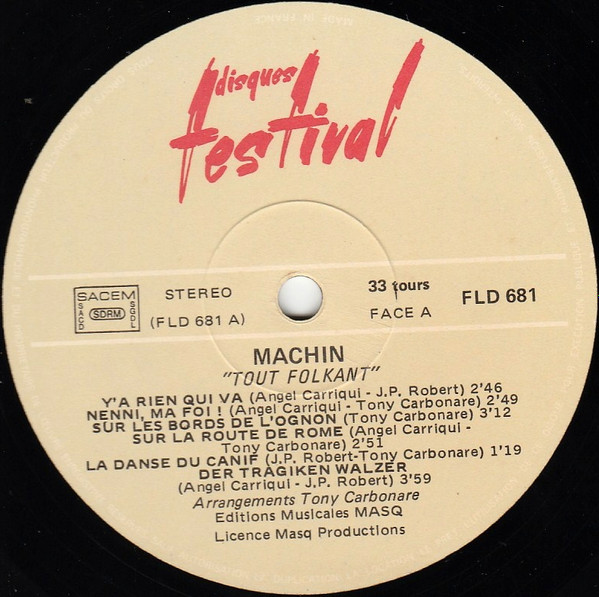 MADE IN FRANCE
disques
festival
SACEM
SACD
SDRM
SGDL
STEREO
(FLD 681 A)
33 tours
FACE A
FLD 681
MACHIN
"TOUT FOLKANT"
Y'A RIEN QUI VA (Angel Carriqui - J.P. Robert) 2'46
NENNI, MA FOI ! (Angel Carriqui - Tony Carbonare) 2'49
SUR LES BORDS DE L'OGNON (Tony Carbonare) 3'12
SUR LA ROUTE DE ROME (Angel Carriqui -
Tony Carbonare) 2'51
LA DANSE DU CANIF (J.P. Robert-Tony Carbonare) 1'19
DER TRAGIKEN WALZER
(Angel Carriqui - J.P. Robert) 3'59
Arrangements Tony Carbonare
Editions Musicales MASQ
Licence Masq Productions